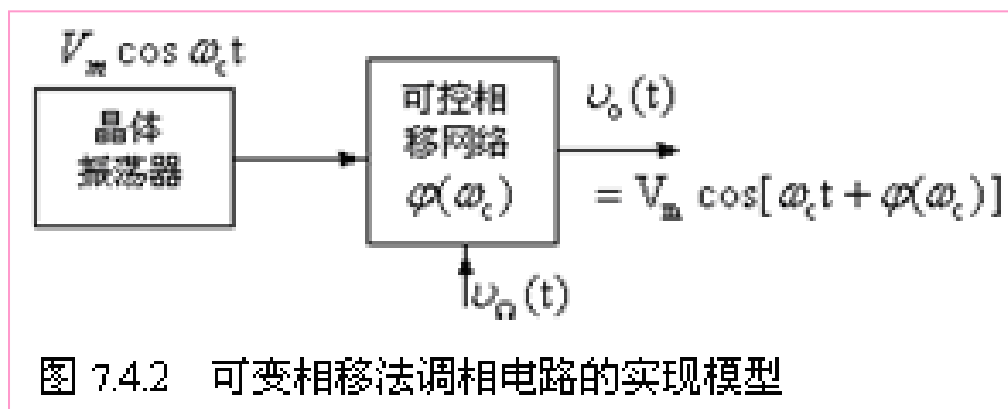 V_m cos ω_c t
晶体
振荡器
可控相
移网络
φ(ω_c)
υ_o(t)
= V_m cos[ω_c t + φ(ω_c)]
υ_Ω(t)
图 7.4.2 可变相移法调相电路的实现模型